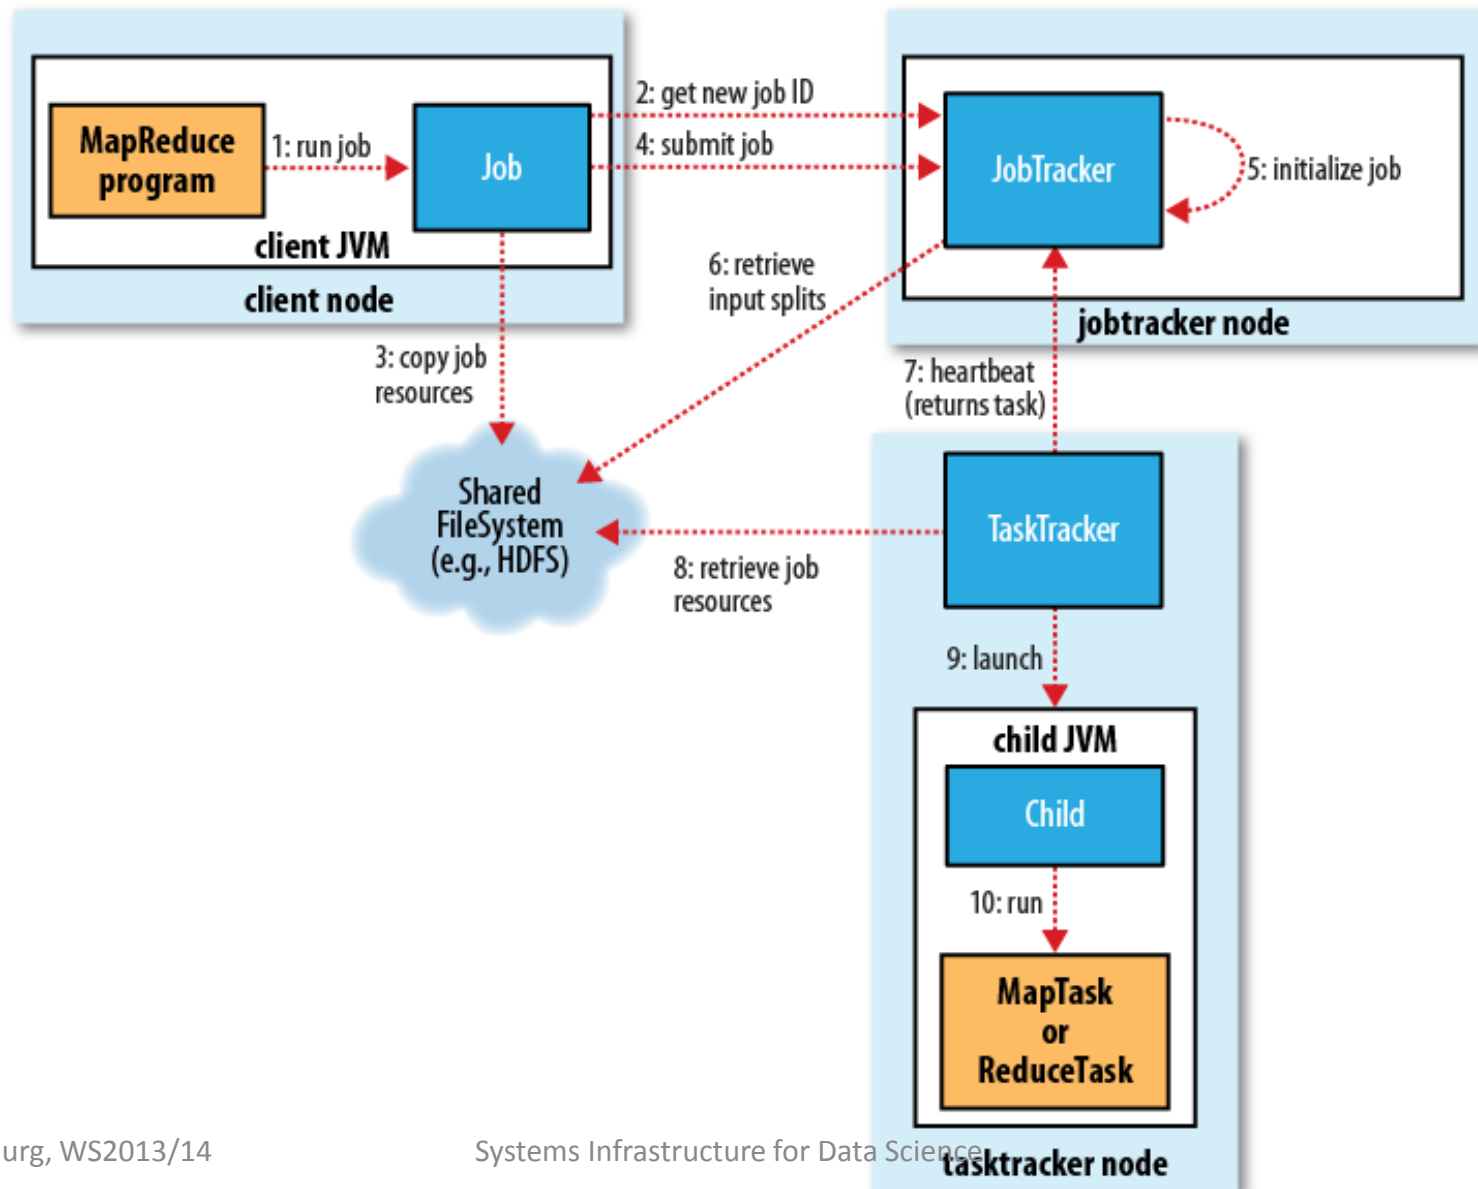 MapReduce
program
1: run job
Job
client JVM
client node
2: get new job ID
4: submit job
JobTracker
5: initialize job
jobtracker node
3: copy job
resources
6: retrieve
input splits
7: heartbeat
(returns task)
Shared
FileSystem
(e.g., HDFS)
8: retrieve job
resources
TaskTracker
9: launch
child JVM
Child
10: run
MapTask
or
ReduceTask
tasktracker node
urg, WS2013/14
Systems Infrastructure for Data Science